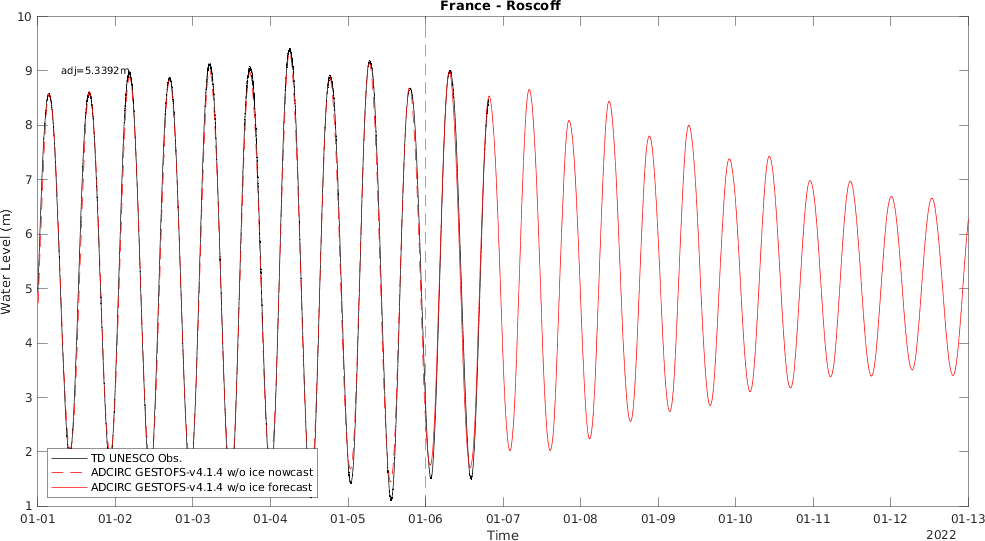 France - Roscoff
10
9
8
7
6
5
4
3
2
1
Water Level (m)
adj=5.3392m
TD UNESCO Obs.
ADCIRC GESTOFS-v4.1.4 w/o ice nowcast
ADCIRC GESTOFS-v4.1.4 w/o ice forecast
01-01 01-02 01-03 01-04 01-05 01-06 01-07 01-08 01-09 01-10 01-11 01-12 01-13
Time
2022